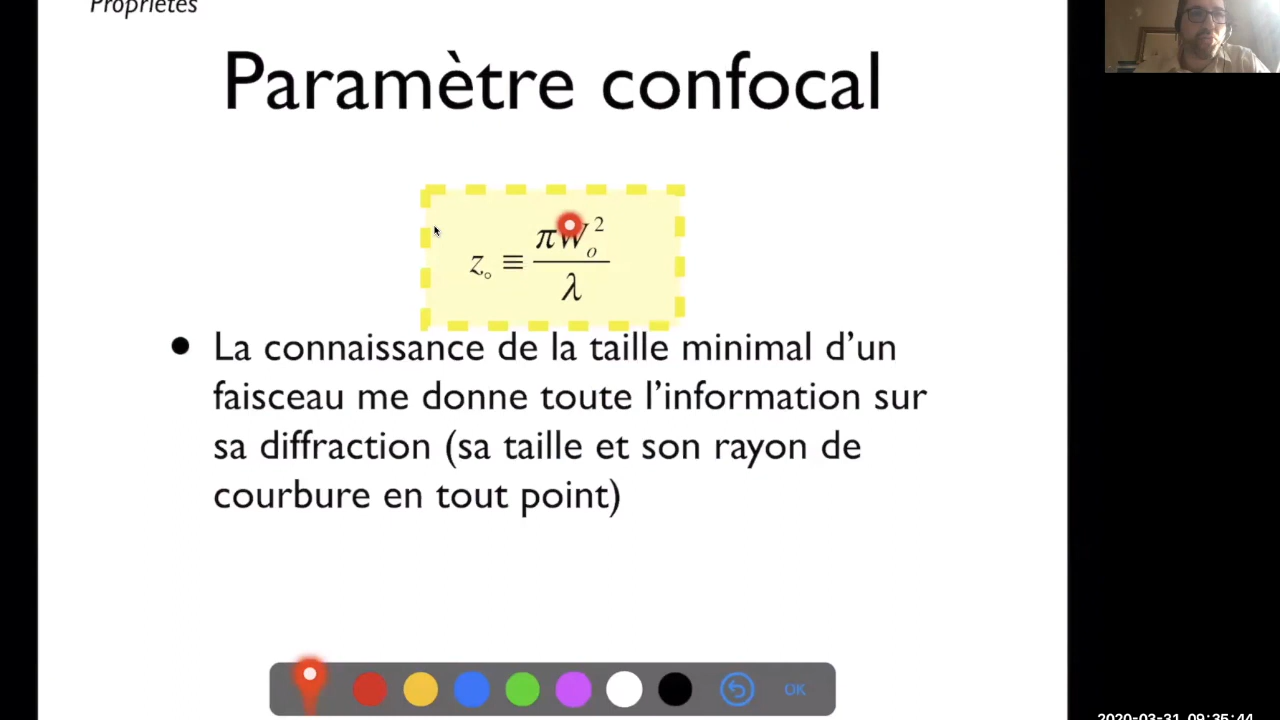 Propriétés
Paramètre confocal
z₀ ≡ πW₀² / λ
La connaissance de la taille minimal d’un
faisceau me donne toute l’information sur
sa diffraction (sa taille et son rayon de
courbure en tout point)
OK
2020-03-31 09:35:44